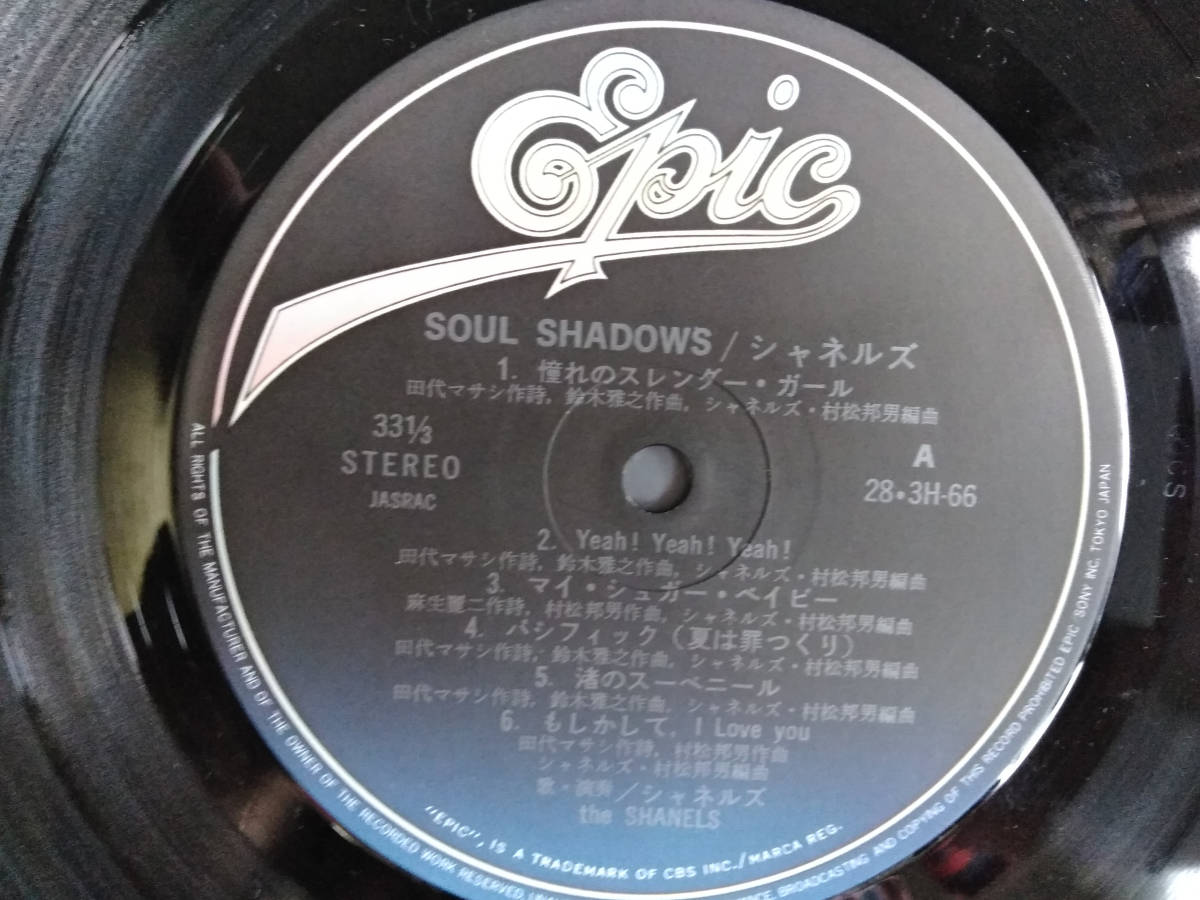 Epic
SOUL SHADOWS / シャネルズ
1. 憧れのスレンダー・ガール
田代マサシ作詩, 鈴木雅之作曲, シャネルズ・村松邦男編曲
33⅓
STEREO
JASRAC
A
28・3H-66
2. Yeah! Yeah! Yeah!
田代マサシ作詩, 鈴木雅之作曲, シャネルズ・村松邦男編曲
3. マイ・シュガー・ベイビー
麻生麗二作詩, 村松邦男作曲, シャネルズ・村松邦男編曲
4. パシフィック (夏は罪つくり)
田代マサシ作詩, 鈴木雅之作曲, シャネルズ・村松邦男編曲
5. 渚のスーベニール
田代マサシ作詩, 鈴木雅之作曲, シャネルズ・村松邦男編曲
6. もしかして, I Love you
田代マサシ作詩, 村松邦男作曲
シャネルズ・村松邦男編曲
歌・演奏/シャネルズ
the SHANELS
"EPIC", IS A TRADEMARK OF CBS INC./MARCA REG.
ALL RIGHTS OF THE MANUFACTURER AND OF THE OWNER OF THE RECORDED WORK RESERVED. BROADCASTING AND COPYING OF THIS RECORD PROHIBITED EPIC SONY INC. TOKYO JAPAN